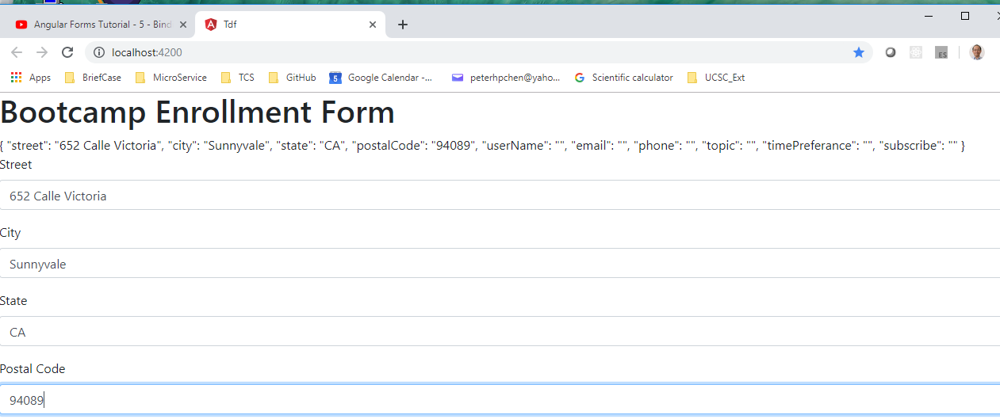 Angular Forms Tutorial - 5 - Bind
Tdf
localhost:4200
ES
Apps BriefCase MicroService TCS GitHub 5 Google Calendar -... peterhpchen@yaho... Scientific calculator UCSC_Ext
Bootcamp Enrollment Form
{ "street": "652 Calle Victoria", "city": "Sunnyvale", "state": "CA", "postalCode": "94089", "userName": "", "email": "", "phone": "", "topic": "", "timePreferance": "", "subscribe": "" }
Street
652 Calle Victoria
City
Sunnyvale
State
CA
Postal Code
94089